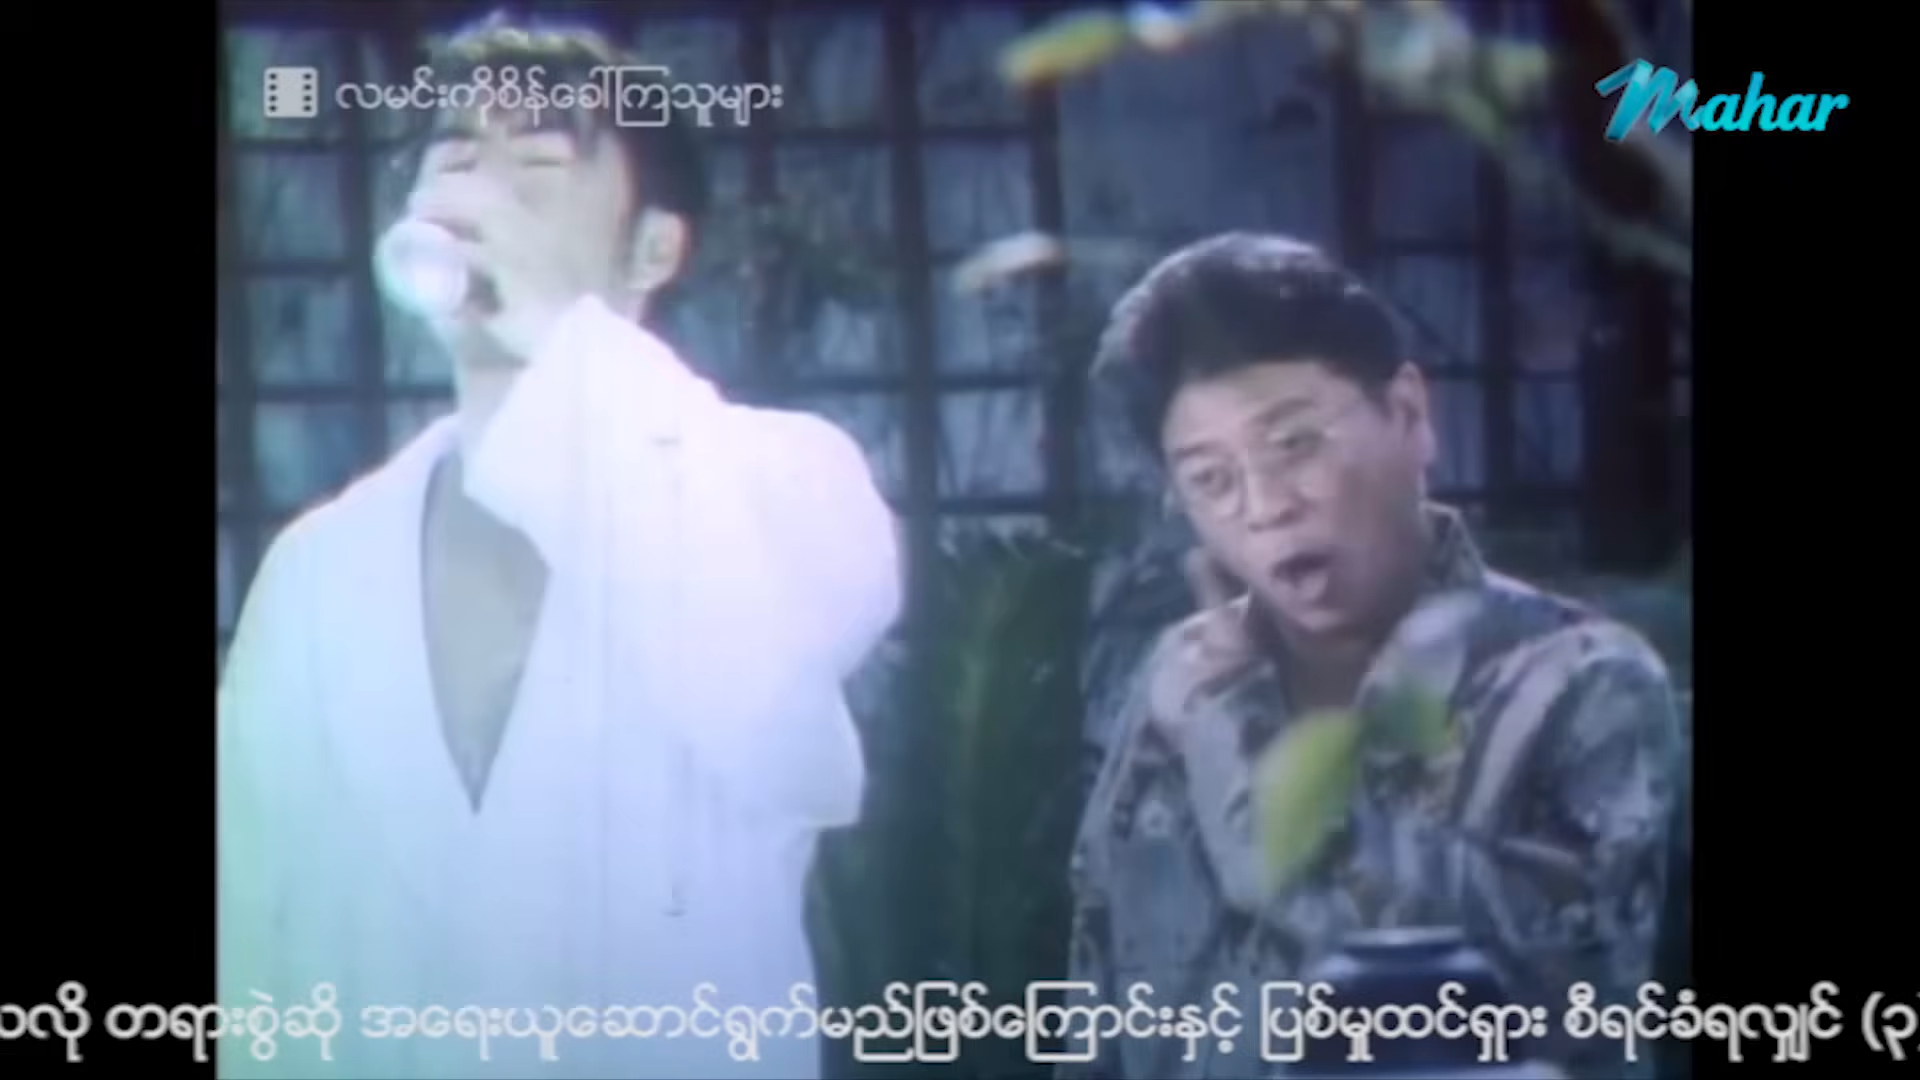 လမင်းကိုစိန်ခေါ်ကြသူများ
Mahar
တရားစွဲဆို အရေးယူဆောင်ရွက်မည်ဖြစ်ကြောင်းနှင့် ပြစ်မှုထင်ရှား စီရင်ခံရလျှင် (၃